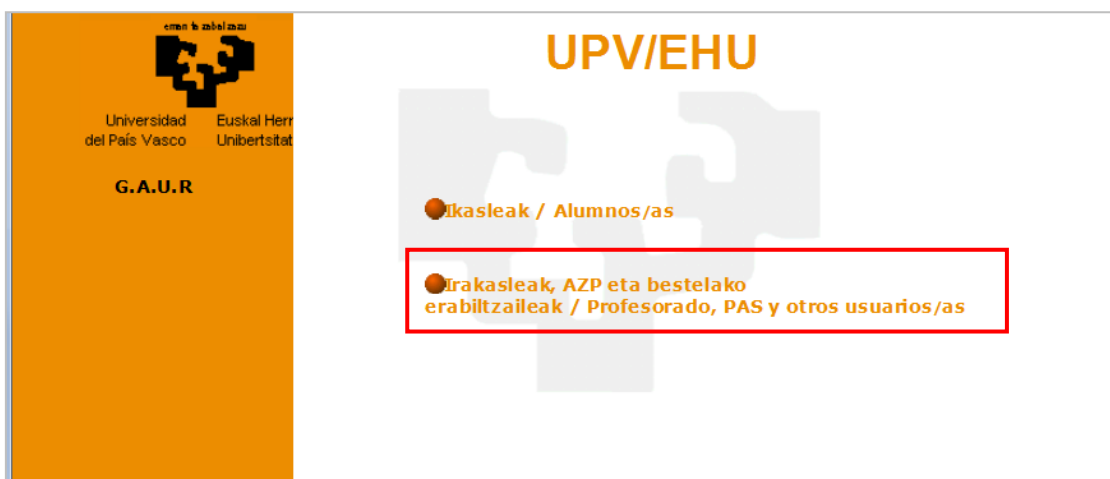 eman ta zabal zazu
UPV/EHU
Universidad
del País Vasco
Euskal Herr
Unibertsitat
G.A.U.R
Ikasleak / Alumnos/as
Irakasleak, AZP eta bestelako
erabiltzaileak / Profesorado, PAS y otros usuarios/as